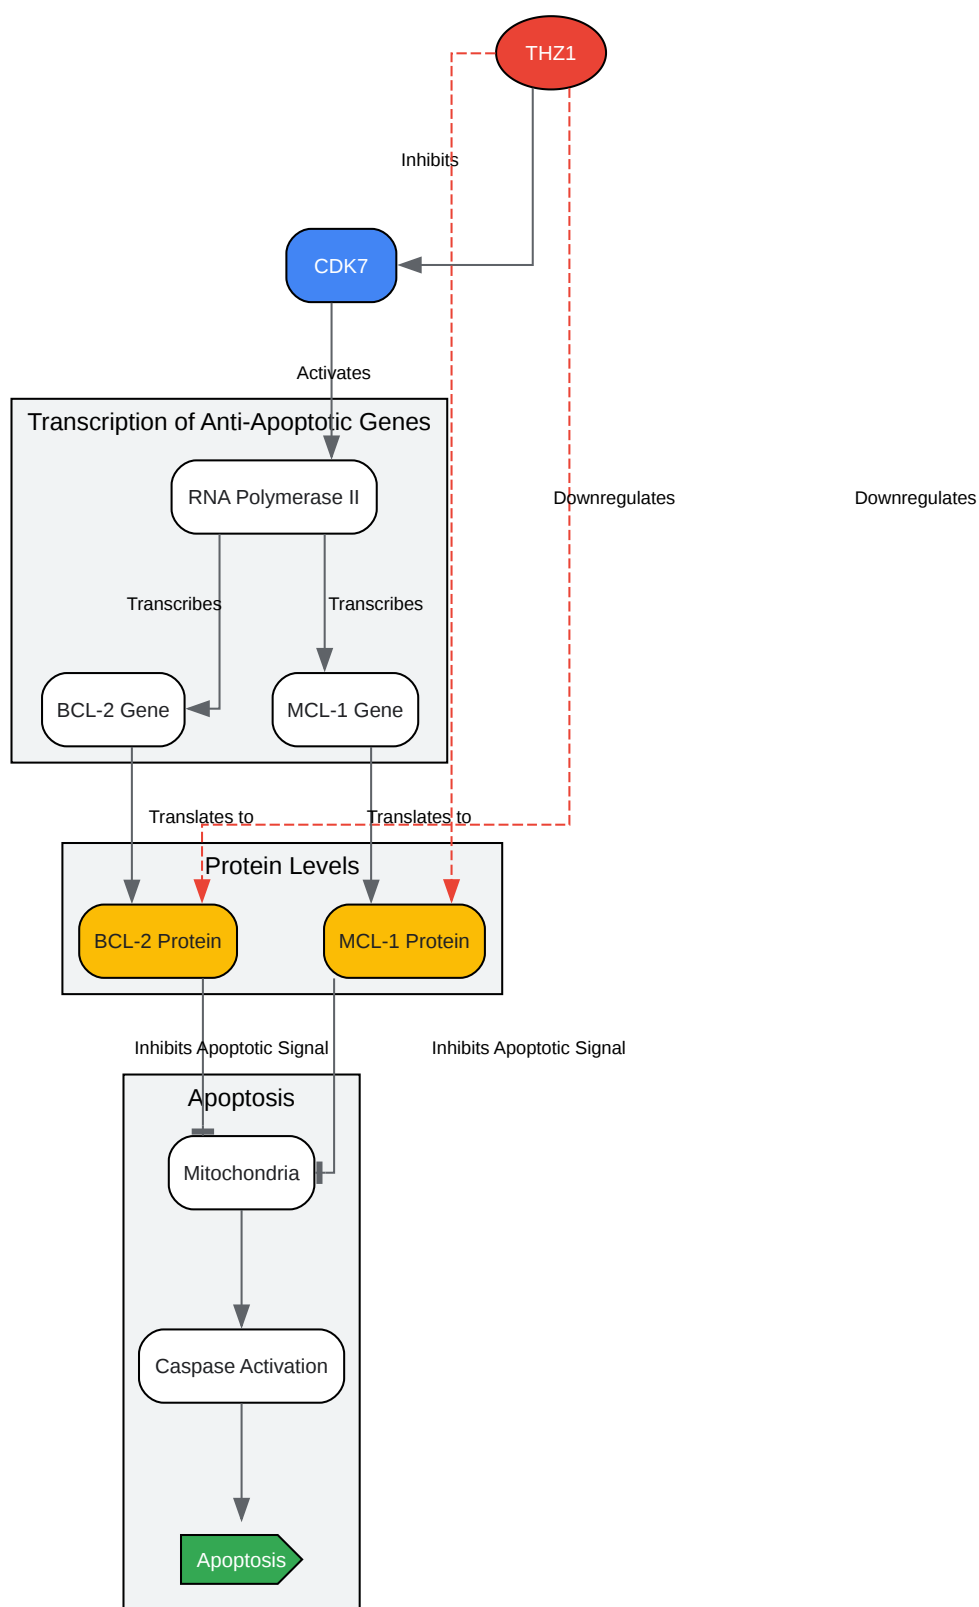 THZ1
Inhibits
CDK7
Activates
Transcription of Anti-Apoptotic Genes
RNA Polymerase II
Downregulates
Downregulates
Transcribes
Transcribes
BCL-2 Gene
MCL-1 Gene
Translates to
Translates to
Protein Levels
BCL-2 Protein
MCL-1 Protein
Inhibits Apoptotic Signal
Inhibits Apoptotic Signal
Apoptosis
Mitochondria
Caspase Activation
Apoptosis